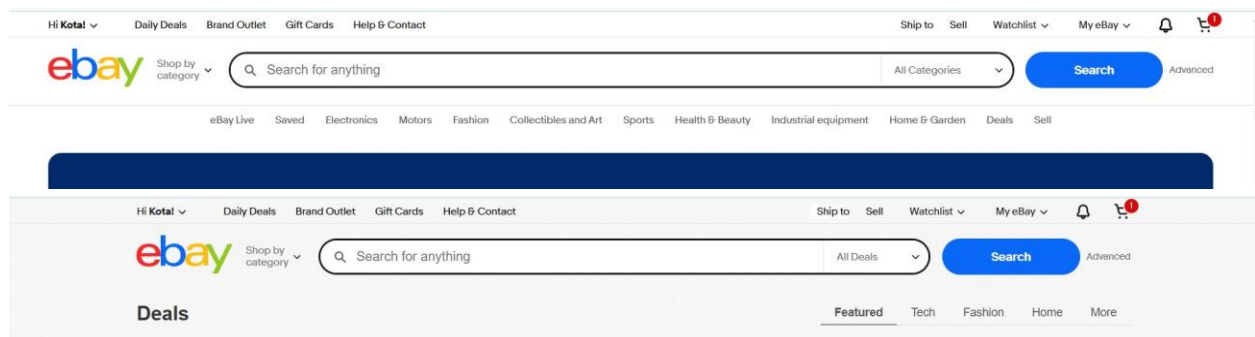 Hi Kota! Daily Deals Brand Outlet Gift Cards Help & Contact Ship to Sell Watchlist My eBay 1
ebay Shop by category Search for anything All Categories Search Advanced
eBay Live Saved Electronics Motors Fashion Collectibles and Art Sports Health & Beauty Industrial equipment Home & Garden Deals Sell
Hi Kota! Daily Deals Brand Outlet Gift Cards Help & Contact Ship to Sell Watchlist My eBay 1
ebay Shop by category Search for anything All Deals Search Advanced
Deals Featured Tech Fashion Home More